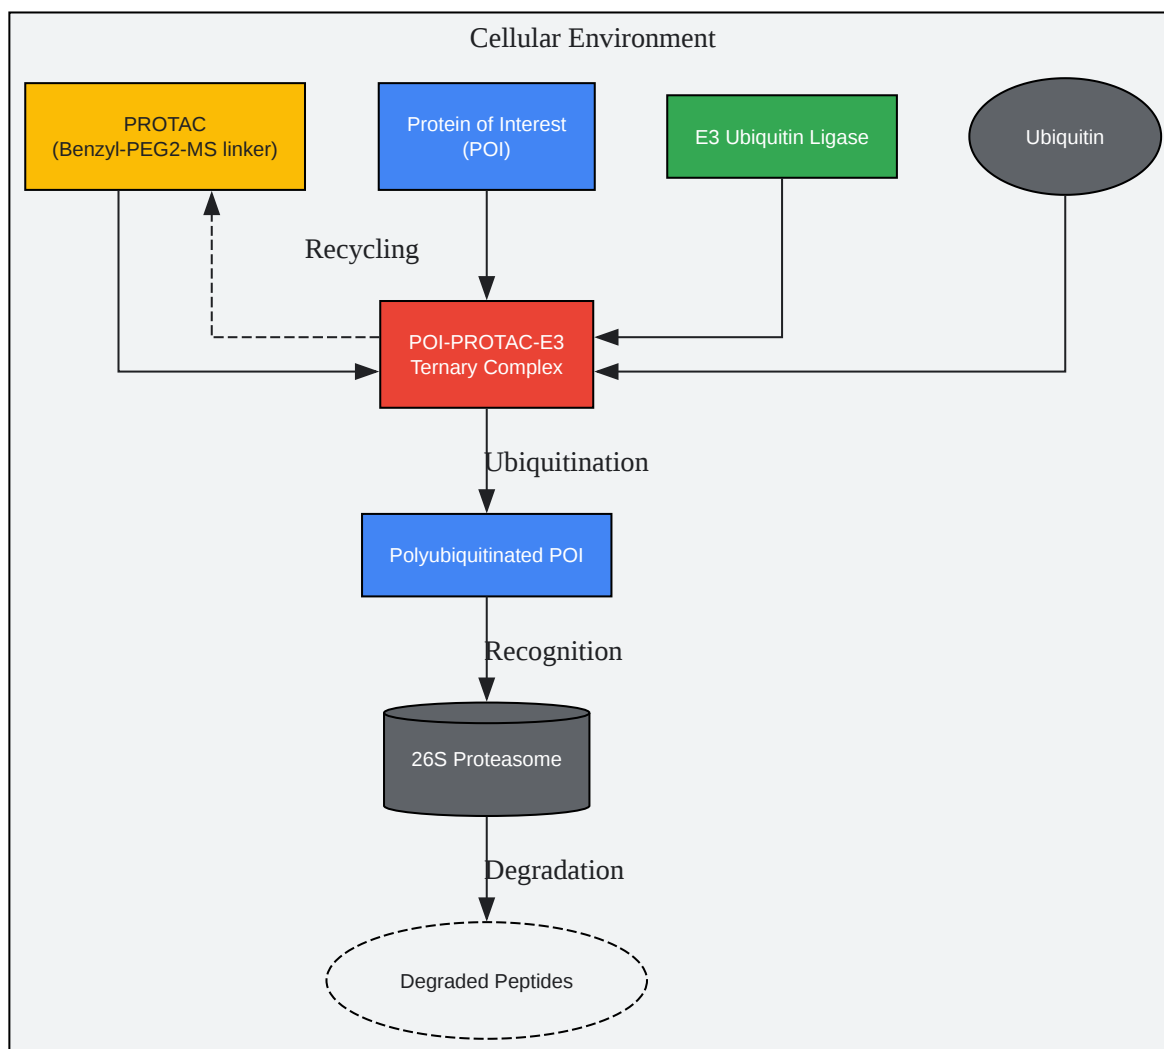 Cellular Environment
PROTAC
(Benzyl-PEG2-MS linker)
Protein of Interest
(POI)
E3 Ubiquitin Ligase
Ubiquitin
Recycling
POI-PROTAC-E3
Ternary Complex
Ubiquitination
Polyubiquitinated POI
Recognition
26S Proteasome
Degradation
Degraded Peptides